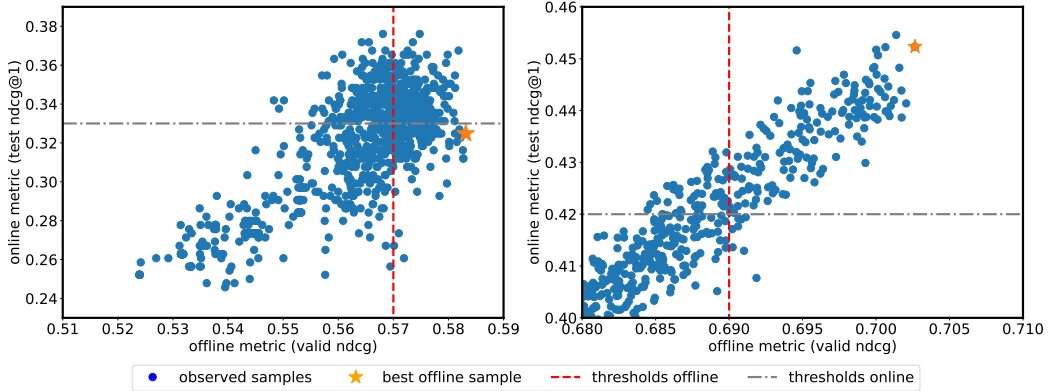 0.38
0.36
0.34
0.32
0.30
0.28
0.26
0.24
online metric (test ndcg@1)
0.51 0.52 0.53 0.54 0.55 0.56 0.57 0.58 0.59
offline metric (valid ndcg)
0.46
0.45
0.44
0.43
0.42
0.41
0.40
online metric (test ndcg@1)
0.680 0.685 0.690 0.695 0.700 0.705 0.710
offline metric (valid ndcg)
observed samples best offline sample thresholds offline thresholds online